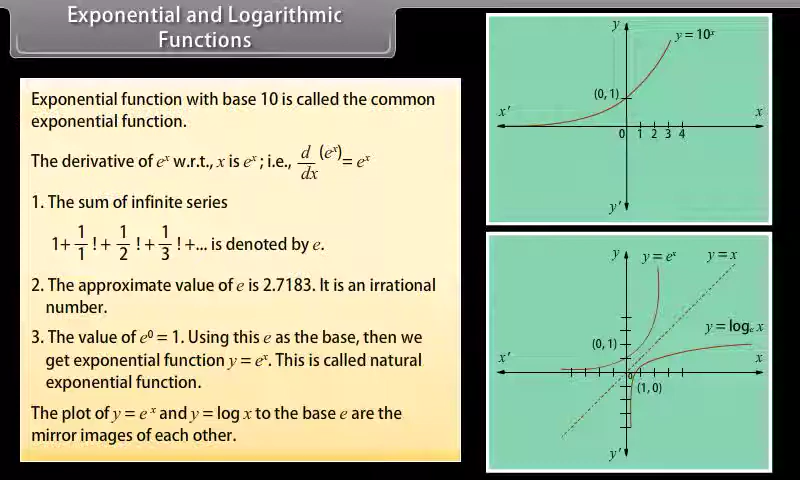 Exponential and Logarithmic
Functions
Exponential function with base 10 is called the common
exponential function.
The derivative of eˣ w.r.t., x is eˣ ; i.e., d/dx (eˣ) = eˣ
1. The sum of infinite series
1+ 1/1 ! + 1/2 ! + 1/3 ! +... is denoted by e.
2. The approximate value of e is 2.7183. It is an irrational
number.
3. The value of e⁰ = 1. Using this e as the base, then we
get exponential function y = eˣ. This is called natural
exponential function.
The plot of y = eˣ and y = log x to the base e are the
mirror images of each other.
y
y = 10ˣ
(0, 1)
x'
x
0 1 2 3 4
y'
y
y = eˣ
y = x
y = logₑ x
(0, 1)
x'
x
0
(1, 0)
y'